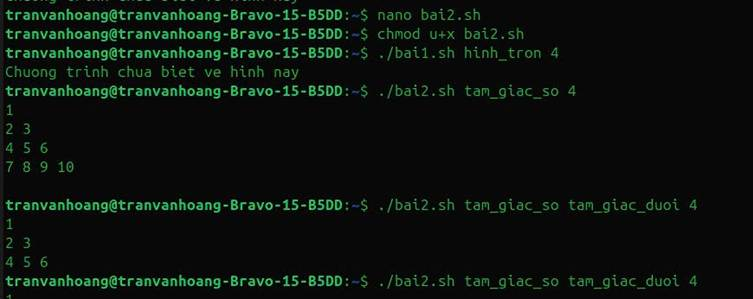 tranvanhoang@tranvanhoang-Bravo-15-B5DD:~$ nano bai2.sh
tranvanhoang@tranvanhoang-Bravo-15-B5DD:~$ chmod u+x bai2.sh
tranvanhoang@tranvanhoang-Bravo-15-B5DD:~$ ./bai1.sh hinh_tron 4
Chuong trinh chua biet ve hinh nay
tranvanhoang@tranvanhoang-Bravo-15-B5DD:~$ ./bai2.sh tam_giac_so 4
1
2 3
4 5 6
7 8 9 10
tranvanhoang@tranvanhoang-Bravo-15-B5DD:~$ ./bai2.sh tam_giac_so tam_giac_duoi 4
1
2 3
4 5 6
tranvanhoang@tranvanhoang-Bravo-15-B5DD:~$ ./bai2.sh tam_giac_so tam_giac_duoi 4